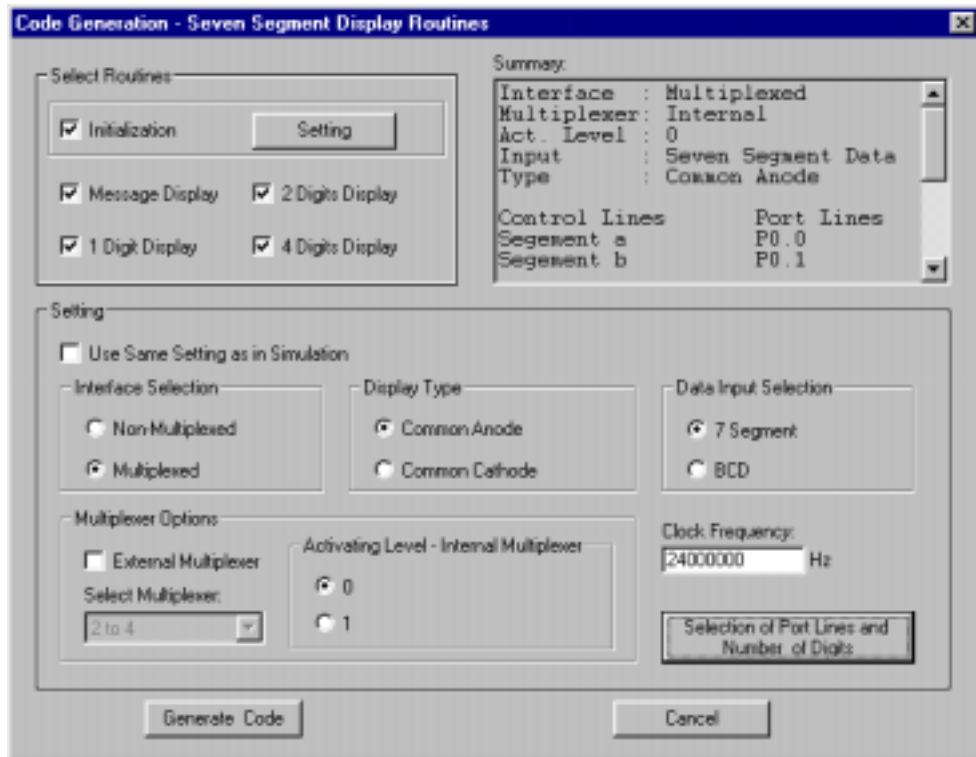 Code Generation - Seven Segment Display Routines
Select Routines
Initialization
Setting
Message Display
2 Digits Display
1 Digit Display
4 Digits Display
Summary:
Interface : Multiplexed
Multiplexer: Internal
Act. Level : 0
Input : Seven Segment Data
Type : Common Anode
Control Lines Port Lines
Segement a P0.0
Segement b P0.1
Setting
Use Same Setting as in Simulation
Interface Selection
Non-Multiplexed
Multiplexed
Display Type
Common Anode
Common Cathode
Data Input Selection
7 Segment
BCD
Multiplexer Options
External Multiplexer
Select Multiplexer:
2 to 4
Activating Level - Internal Multiplexer
0
1
Clock Frequency:
24000000 Hz
Selection of Port Lines and
Number of Digits
Generate Code
Cancel